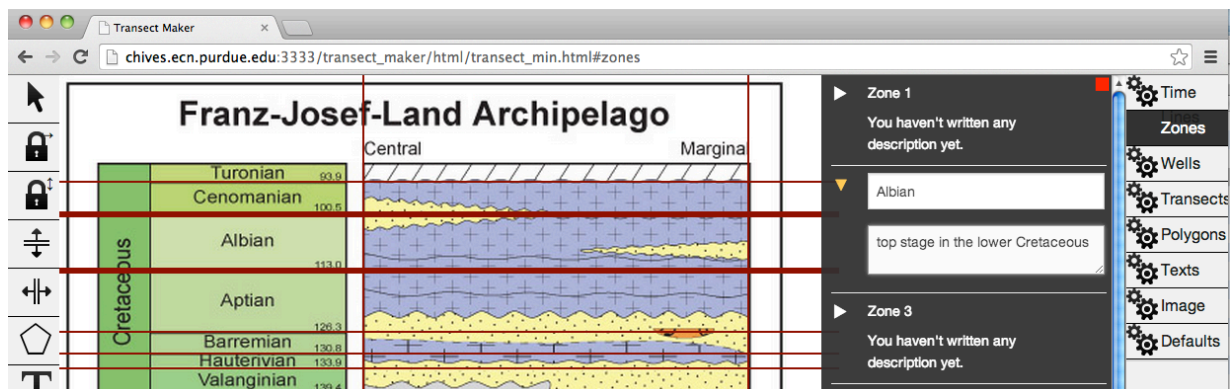 Transect Maker
chives.ecn.purdue.edu:3333/transect_maker/html/transect_min.html#zones
Franz-Josef-Land Archipelago
Central Margina
Cretaceous
Turonian 93.9
Cenomanian 100.5
Albian 113.0
Aptian 126.3
Barremian 130.8
Hauterivian 133.9
Valanginian 139.4
T
Zone 1
You haven't written any
description yet.
Albian
top stage in the lower Cretaceous
Zone 3
You haven't written any
description yet.
Time
Lines
Zones
Wells
Transects
Polygons
Texts
Image
Defaults